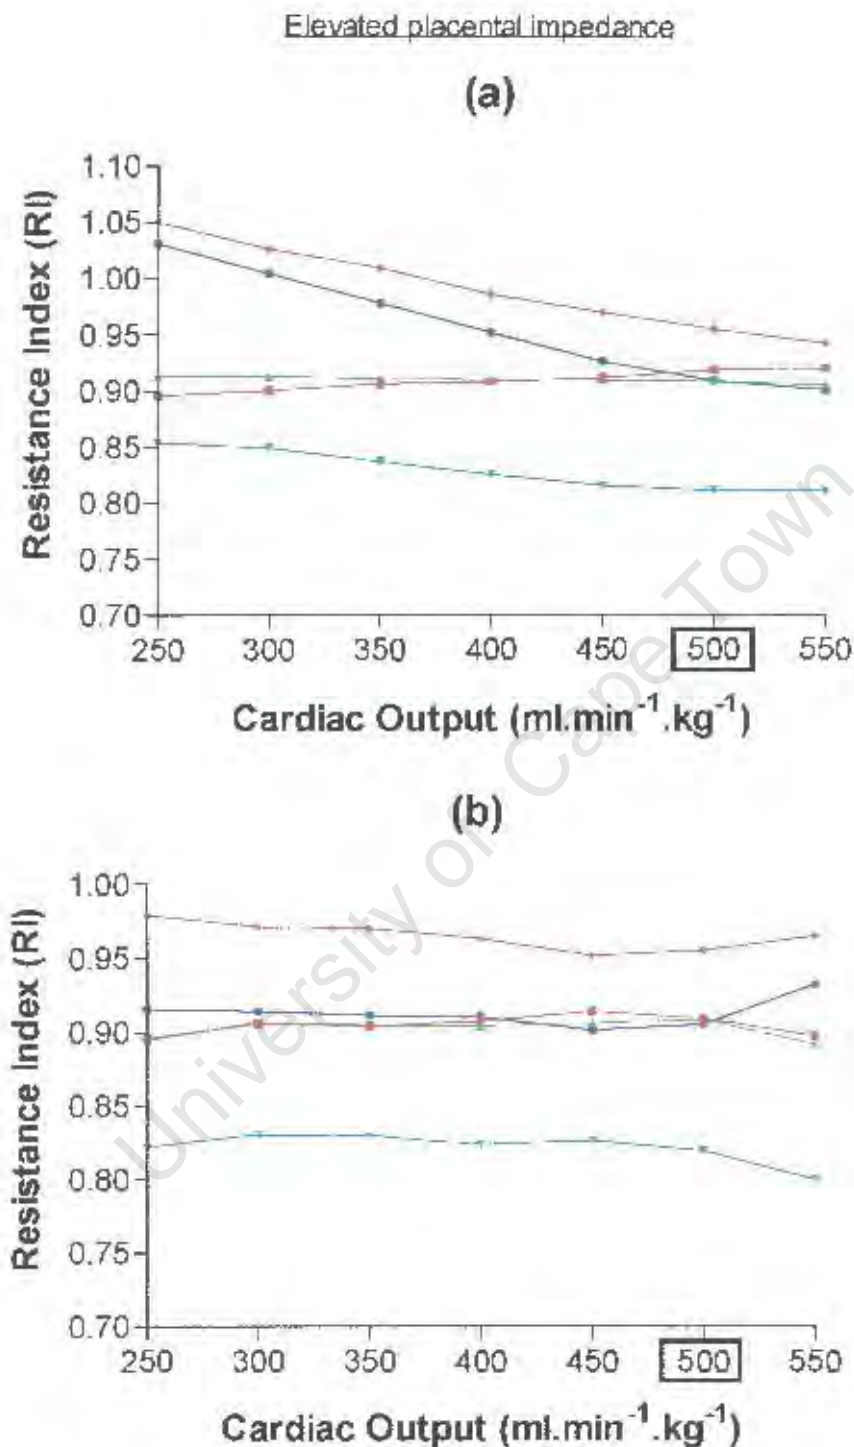 Elevated placental impedance
(a)
Resistance Index (RI)
1.10
1.05
1.00
0.95
0.90
0.85
0.80
0.75
0.70
250 300 350 400 450 500 550
Cardiac Output (ml.min⁻¹.kg⁻¹)
(b)
Resistance Index (RI)
1.00
0.95
0.90
0.85
0.80
0.75
0.70
250 300 350 400 450 500 550
Cardiac Output (ml.min⁻¹.kg⁻¹)
University of Cape Town